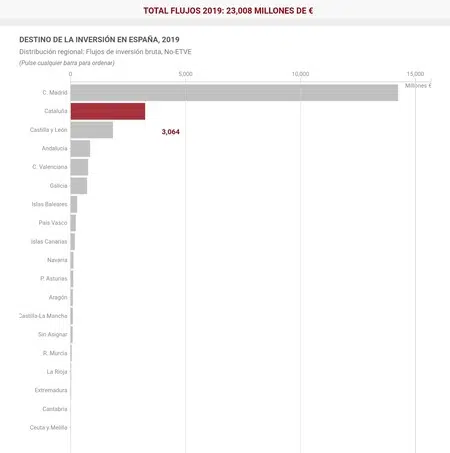 TOTAL FLUJOS 2019: 23,008 MILLONES DE €
DESTINO DE LA INVERSIÓN EN ESPAÑA, 2019
Distribución regional: Flujos de inversión bruta, No-ETVE
(Pulse cualquier barra para ordenar)
0 5,000 10,000 15,000
Millones €
C. Madrid
Cataluña
Castilla y León
3,064
Andalucía
C. Valenciana
Galicia
Islas Baleares
País Vasco
Islas Canarias
Navarra
P. Asturias
Aragón
Castilla-La Mancha
Sin Asignar
R. Murcia
La Rioja
Extremadura
Cantabria
Ceuta y Melilla